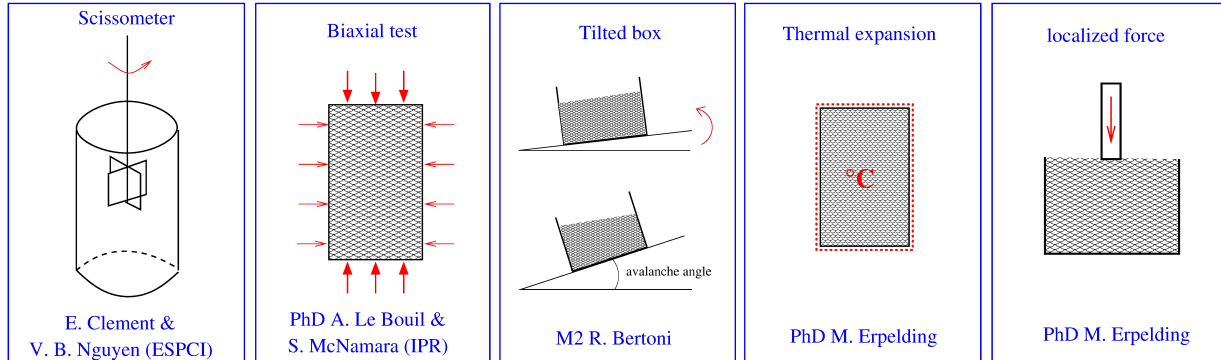 Scissometer
E. Clement &
V. B. Nguyen (ESPCI)
Biaxial test
PhD A. Le Bouil &
S. McNamara (IPR)
Tilted box
avalanche angle
M2 R. Bertoni
Thermal expansion
°C
PhD M. Erpelding
localized force
PhD M. Erpelding